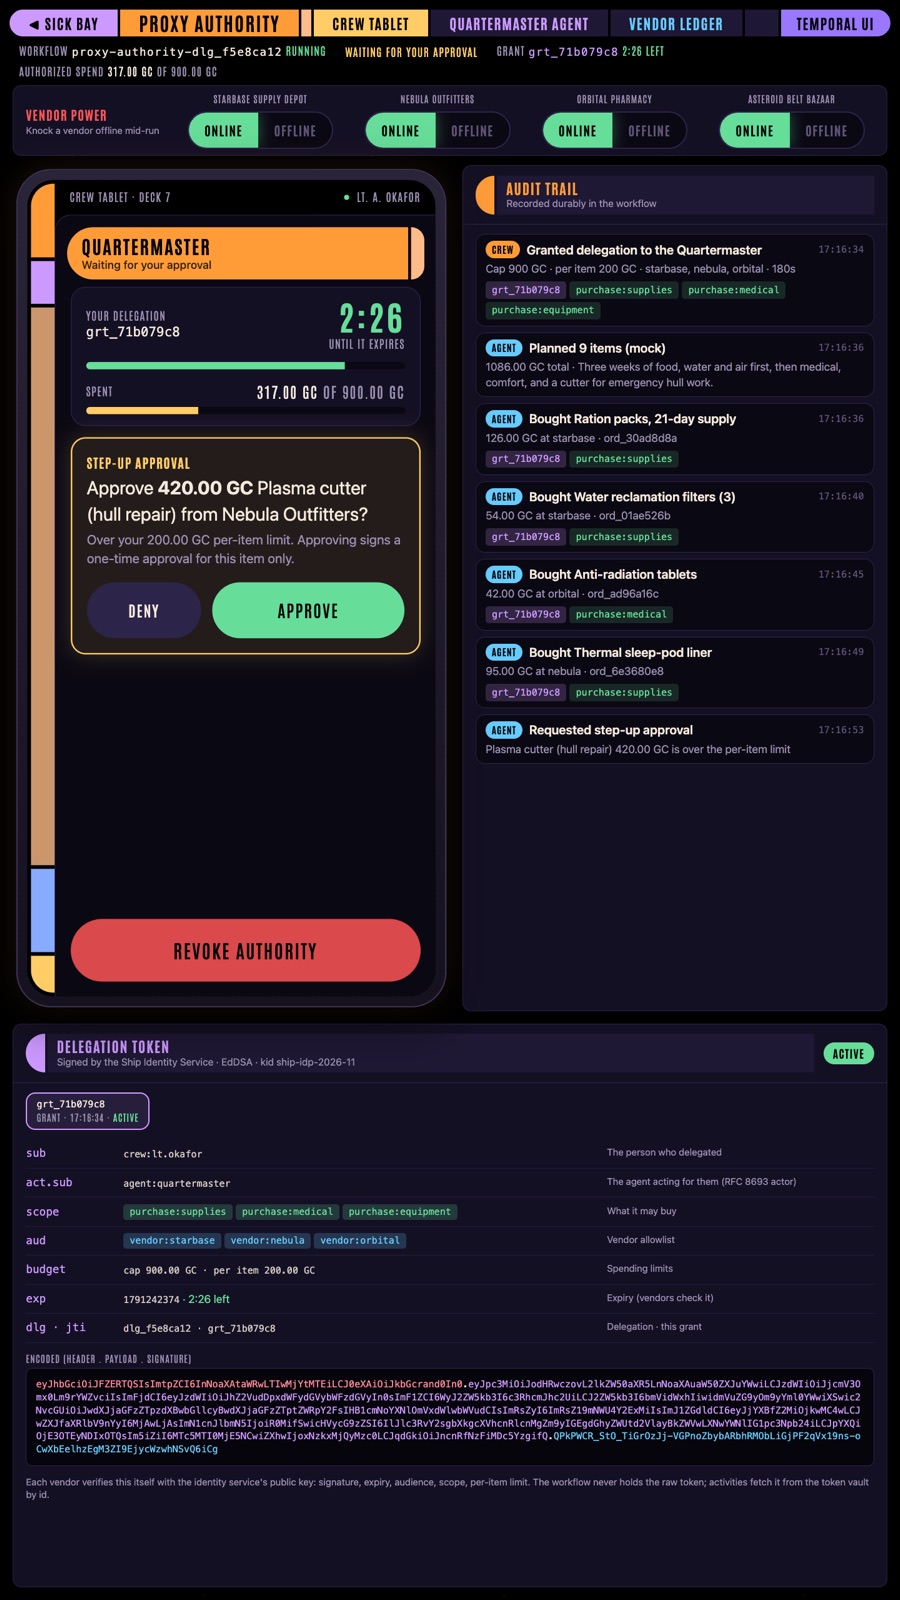 ◄ SICK BAY
PROXY AUTHORITY
CREW TABLET
QUARTERMASTER AGENT
VENDOR LEDGER
TEMPORAL UI
WORKFLOW proxy-authority-dlg_f5e8ca12 RUNNING
WAITING FOR YOUR APPROVAL
GRANT grt_71b079c8 2:26 LEFT
AUTHORIZED SPEND 317.00 GC OF 900.00 GC
VENDOR POWER
Knock a vendor offline mid-run
STARBASE SUPPLY DEPOT
ONLINE OFFLINE
NEBULA OUTFITTERS
ONLINE OFFLINE
ORBITAL PHARMACY
ONLINE OFFLINE
ASTEROID BELT BAZAAR
ONLINE OFFLINE
CREW TABLET · DECK 7
LT. A. OKAFOR
QUARTERMASTER
Waiting for your approval
YOUR DELEGATION
grt_71b079c8
2:26
UNTIL IT EXPIRES
SPENT
317.00 GC OF 900.00 GC
STEP-UP APPROVAL
Approve 420.00 GC Plasma cutter
(hull repair) from Nebula Outfitters?
Over your 200.00 GC per-item limit. Approving signs a
one-time approval for this item only.
DENY
APPROVE
REVOKE AUTHORITY
AUDIT TRAIL
Recorded durably in the workflow
CREW Granted delegation to the Quartermaster 17:16:34
Cap 900 GC · per item 200 GC · starbase, nebula, orbital · 180s
grt_71b079c8 purchase:supplies purchase:medical
purchase:equipment
AGENT Planned 9 items (mock) 17:16:36
1086.00 GC total · Three weeks of food, water and air first, then medical,
comfort, and a cutter for emergency hull work.
AGENT Bought Ration packs, 21-day supply 17:16:36
126.00 GC at starbase · ord_30ad8d8a
grt_71b079c8 purchase:supplies
AGENT Bought Water reclamation filters (3) 17:16:40
54.00 GC at starbase · ord_01ae526b
grt_71b079c8 purchase:supplies
AGENT Bought Anti-radiation tablets 17:16:45
42.00 GC at orbital · ord_ad96a16c
grt_71b079c8 purchase:medical
AGENT Bought Thermal sleep-pod liner 17:16:49
95.00 GC at nebula · ord_6e3680e8
grt_71b079c8 purchase:supplies
AGENT Requested step-up approval 17:16:53
Plasma cutter (hull repair) 420.00 GC is over the per-item limit
DELEGATION TOKEN
Signed by the Ship Identity Service · EdDSA · kid ship-idp-2026-11
ACTIVE
grt_71b079c8
GRANT · 17:16:34 · ACTIVE
sub crew:lt.okafor The person who delegated
act.sub agent:quartermaster The agent acting for them (RFC 8693 actor)
scope purchase:supplies purchase:medical purchase:equipment What it may buy
aud vendor:starbase vendor:nebula vendor:orbital Vendor allowlist
budget cap 900.00 GC · per item 200.00 GC Spending limits
exp 1791242374 · 2:26 left Expiry (vendors check it)
dlg · jti dlg_f5e8ca12 · grt_71b079c8 Delegation · this grant
ENCODED (HEADER . PAYLOAD . SIGNATURE)
Each vendor verifies this itself with the identity service's public key: signature, expiry, audience, scope, per-item limit. The workflow never holds the raw token; activities fetch it from the token vault
by id.